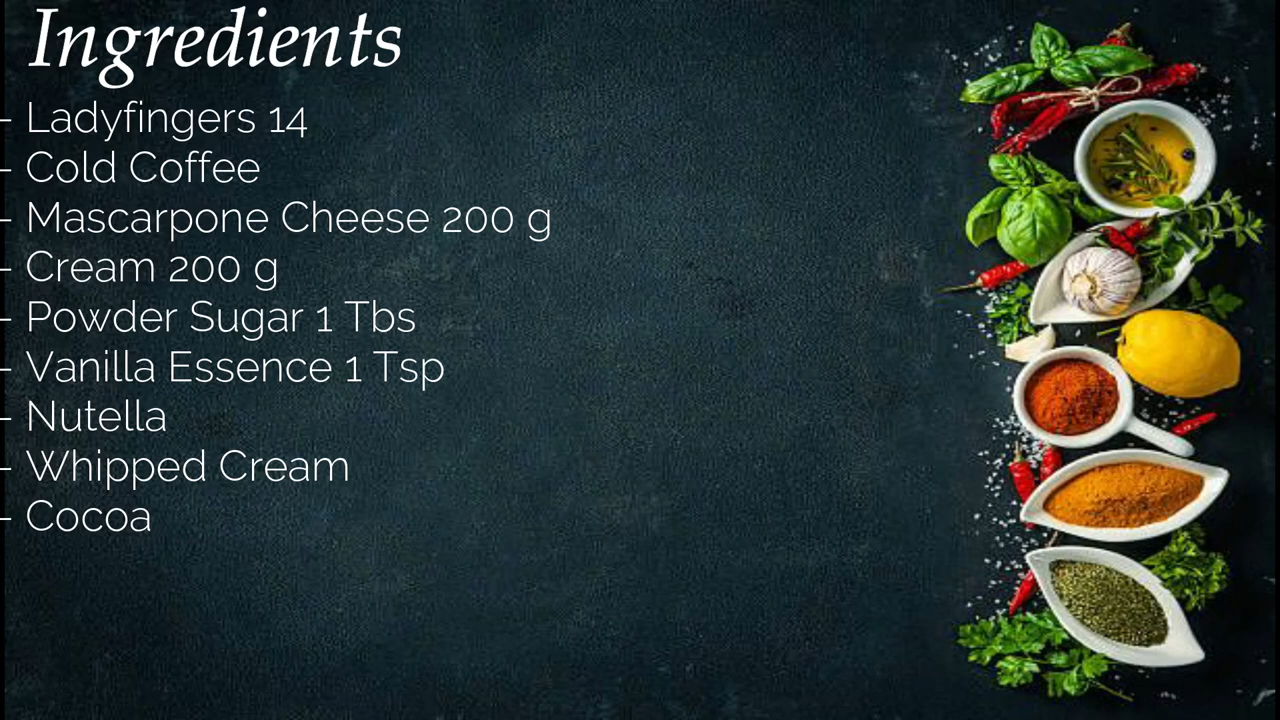 Ingredients
- Ladyfingers 14
- Cold Coffee
- Mascarpone Cheese 200 g
- Cream 200 g
- Powder Sugar 1 Tbs
- Vanilla Essence 1 Tsp
- Nutella
- Whipped Cream
- Cocoa